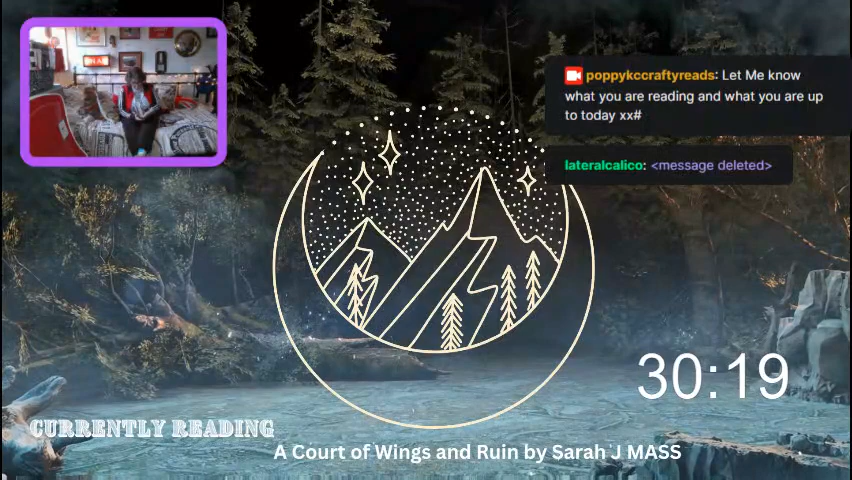 poppykccraftyreads: Let Me know
what you are reading and what you are up
to today xx#
lateralcalico: <message deleted>
30:19
CURRENTLY READING
A Court of Wings and Ruin by Sarah J MASS